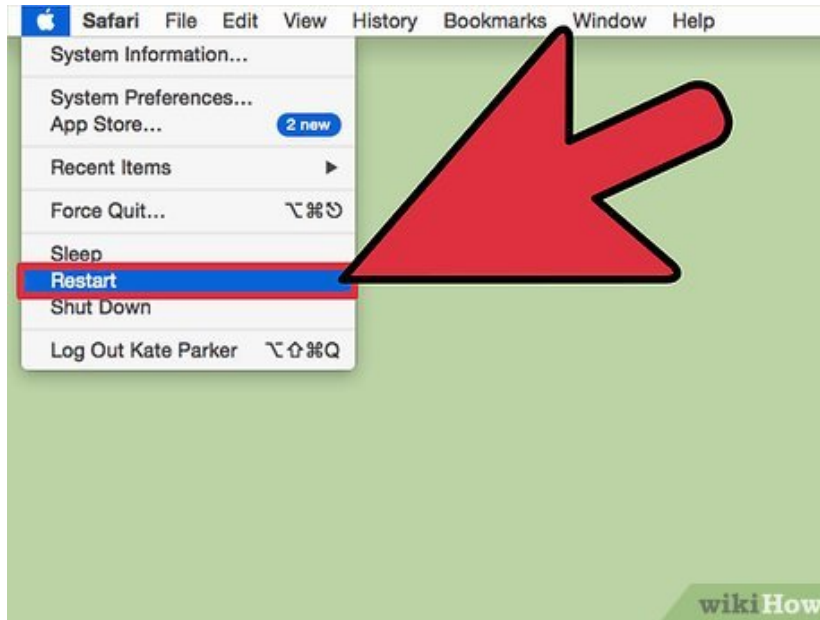 Safari File Edit View History Bookmarks Window Help
System Information...
System Preferences...
App Store... 2 new
Recent Items ▶
Force Quit... ⌥⌘⎋
Sleep
Restart
Shut Down
Log Out Kate Parker ⌥⇧⌘Q
wikiHow